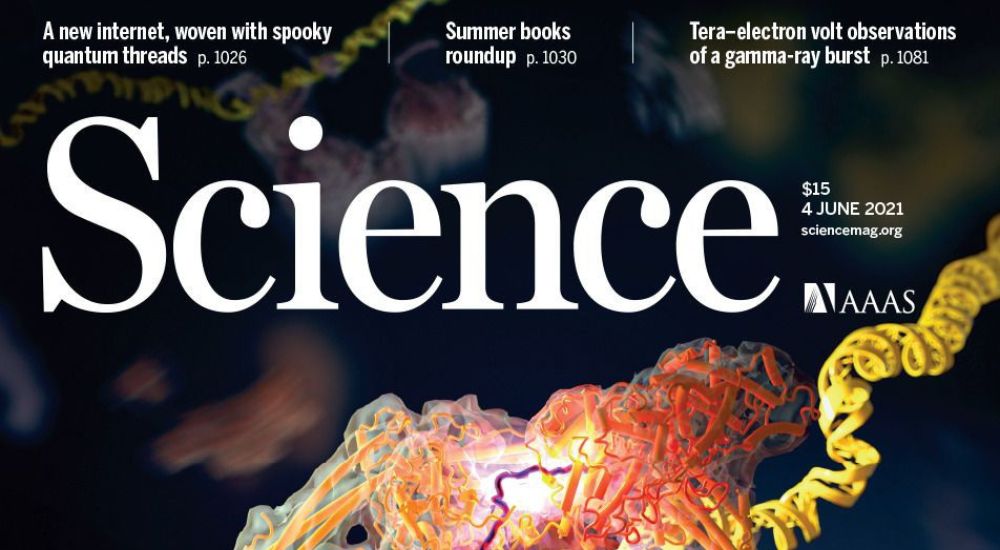 A new internet, woven with spooky
quantum threads p. 1026
Summer books
roundup p. 1030
Tera–electron volt observations
of a gamma-ray burst p. 1081
Science
$15
4 JUNE 2021
sciencemag.org
AAAS